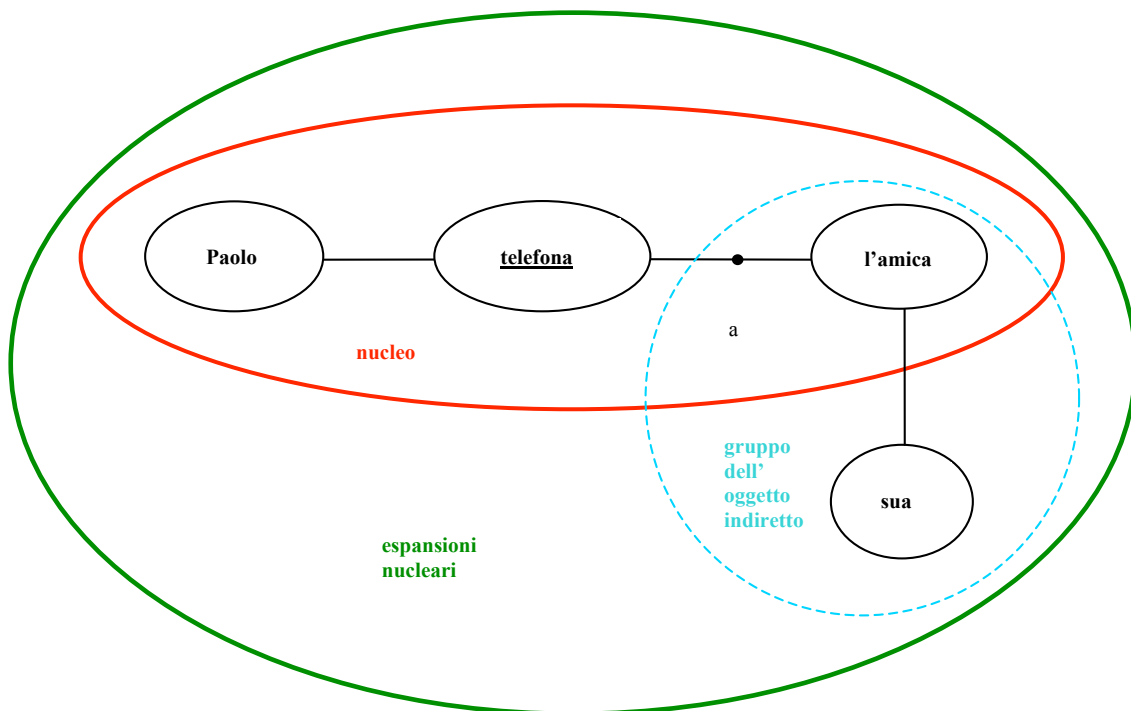 Paolo
telefona
l’amica
a
nucleo
gruppo
dell’
oggetto
indiretto
sua
espansioni
nucleari